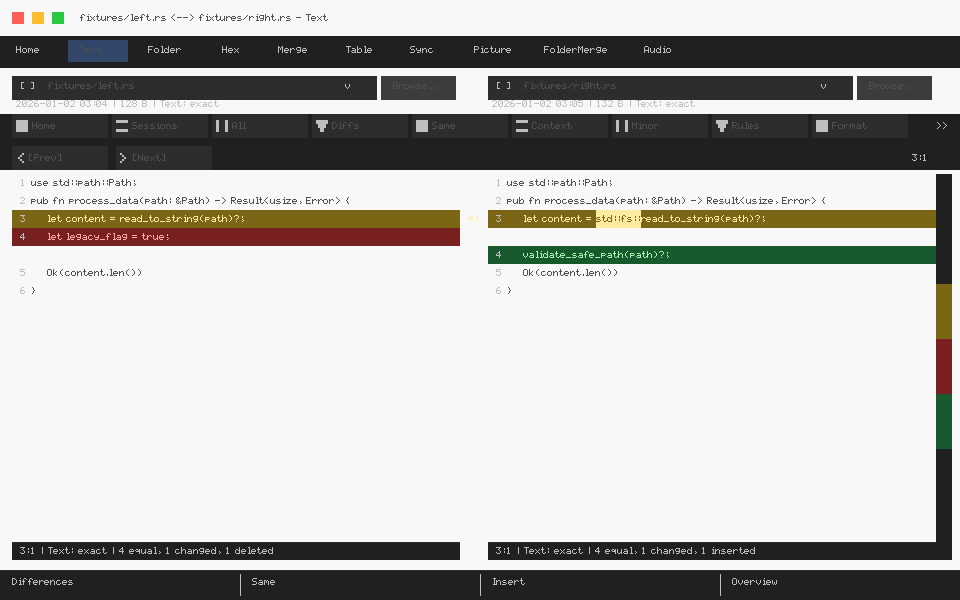 fixtures/left.rs <--> fixtures/right.rs - Text
Home Text Folder Hex Merge Table Sync Picture FolderMerge Audio
[ ] fixtures/left.rs v Browse... [ ] fixtures/right.rs v Browse...
2026-01-02 03:04 | 128 B | Text: exact 2026-01-02 03:05 | 132 B | Text: exact
Home Sessions All Diffs Same Context Minor Rules Format >>
[Prev] [Next] 3:1
1 use std::path::Path;
2 pub fn process_data(path: &Path) -> Result<usize, Error> {
3 let content = read_to_string(path)?;
4 let legacy_flag = true;
5 Ok(content.len())
6 }
=>
1 use std::path::Path;
2 pub fn process_data(path: &Path) -> Result<usize, Error> {
3 let content = std::fs::read_to_string(path)?;
4 validate_safe_path(path)?;
5 Ok(content.len())
6 }
3:1 | Text: exact | 4 equal, 1 changed, 1 deleted
3:1 | Text: exact | 4 equal, 1 changed, 1 inserted
Differences Same Insert Overview